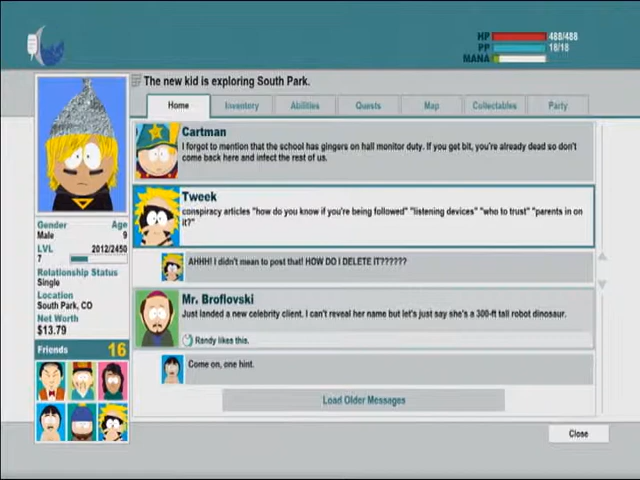 HP 488/488
PP 18/18
MANA
The new kid is exploring South Park.
Home Inventory Abilities Quests Map Collectables Party
Cartman
I forgot to mention that the school has gingers on hall monitor duty. If you get bit, you're already dead so don't
come back here and infect the rest of us.
Tweek
conspiracy articles "how do you know if you're being followed" "listening devices" "who to trust" "parents in on
it?"
AHHH! I didn't mean to post that! HOW DO I DELETE IT??????
Mr. Broflovski
Just landed a new celebrity client. I can't reveal her name but let's just say she's a 300-ft tall robot dinosaur.
Randy likes this.
Come on, one hint.
Load Older Messages
Close
Gender Age
Male 9
LVL 2012/2450
7
Relationship Status
Single
Location
South Park, CO
Net Worth
$13.79
Friends 16